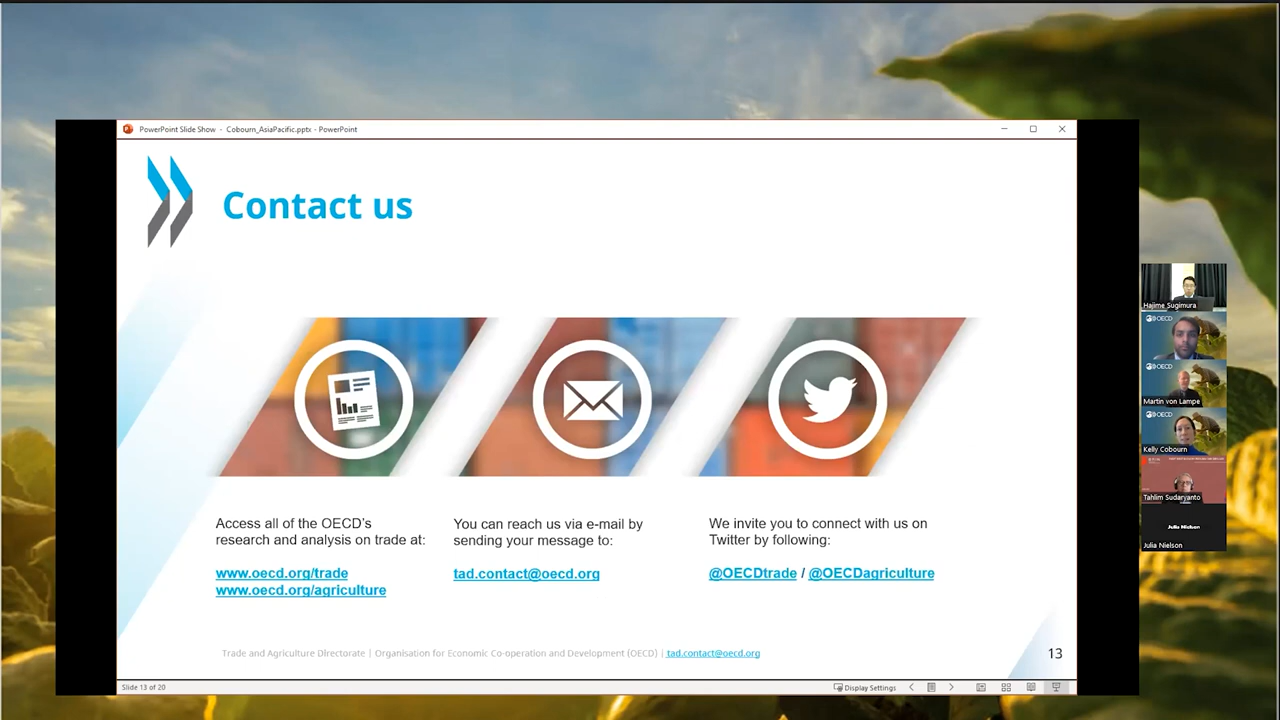 PowerPoint Slide Show - Cobourn_AsiaPacific.pptx - PowerPoint
Contact us
Access all of the OECD's
research and analysis on trade at:
www.oecd.org/trade
www.oecd.org/agriculture
You can reach us via e-mail by
sending your message to:
tad.contact@oecd.org
We invite you to connect with us on
Twitter by following:
@OECDtrade / @OECDagriculture
Trade and Agriculture Directorate | Organisation for Economic Co-operation and Development (OECD) | tad.contact@oecd.org
13
Slide 13 of 20
Display Settings
Hajime Sugimura
OECD
OECD
Martin von Lampe
OECD
Kelly Cobourn
Tahlim Sudaryanto
Julia Nielson
Julia Nielson